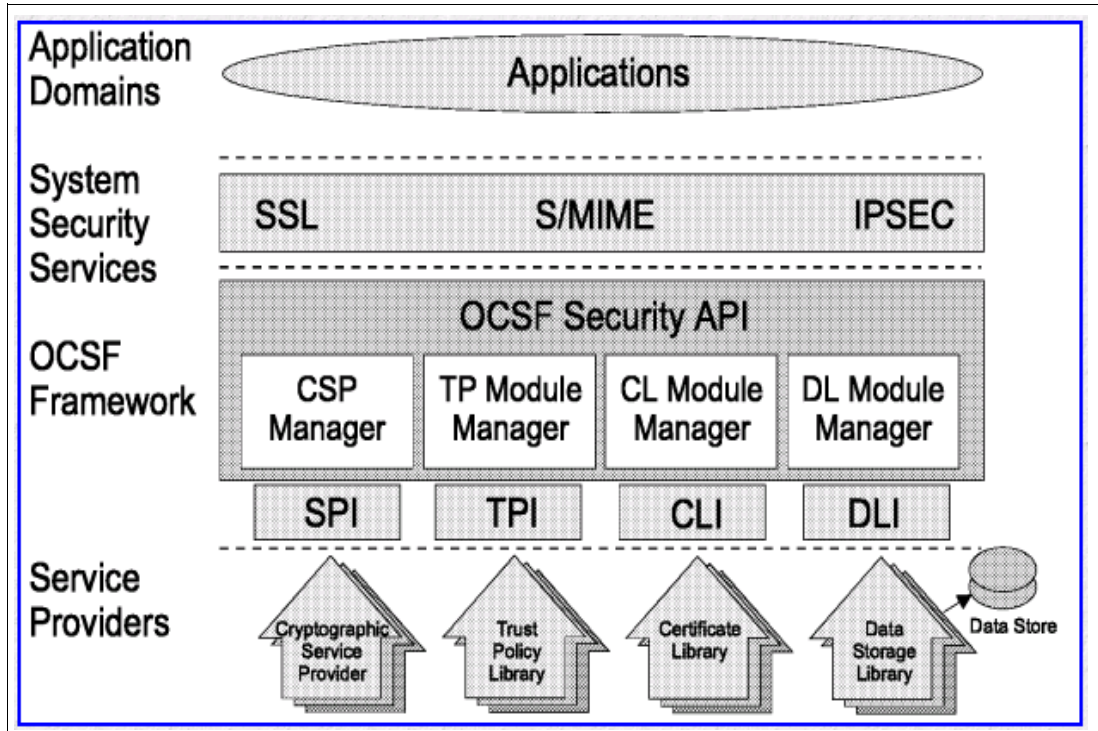 Application
Domains
Applications
System
Security
Services
SSL S/MIME IPSEC
OCSF
Framework
OCSF Security API
CSP
Manager
TP Module
Manager
CL Module
Manager
DL Module
Manager
SPI TPI CLI DLI
Service
Providers
Cryptographic
Service
Provider
Trust
Policy
Library
Certificate
Library
Data
Storage
Library
Data Store